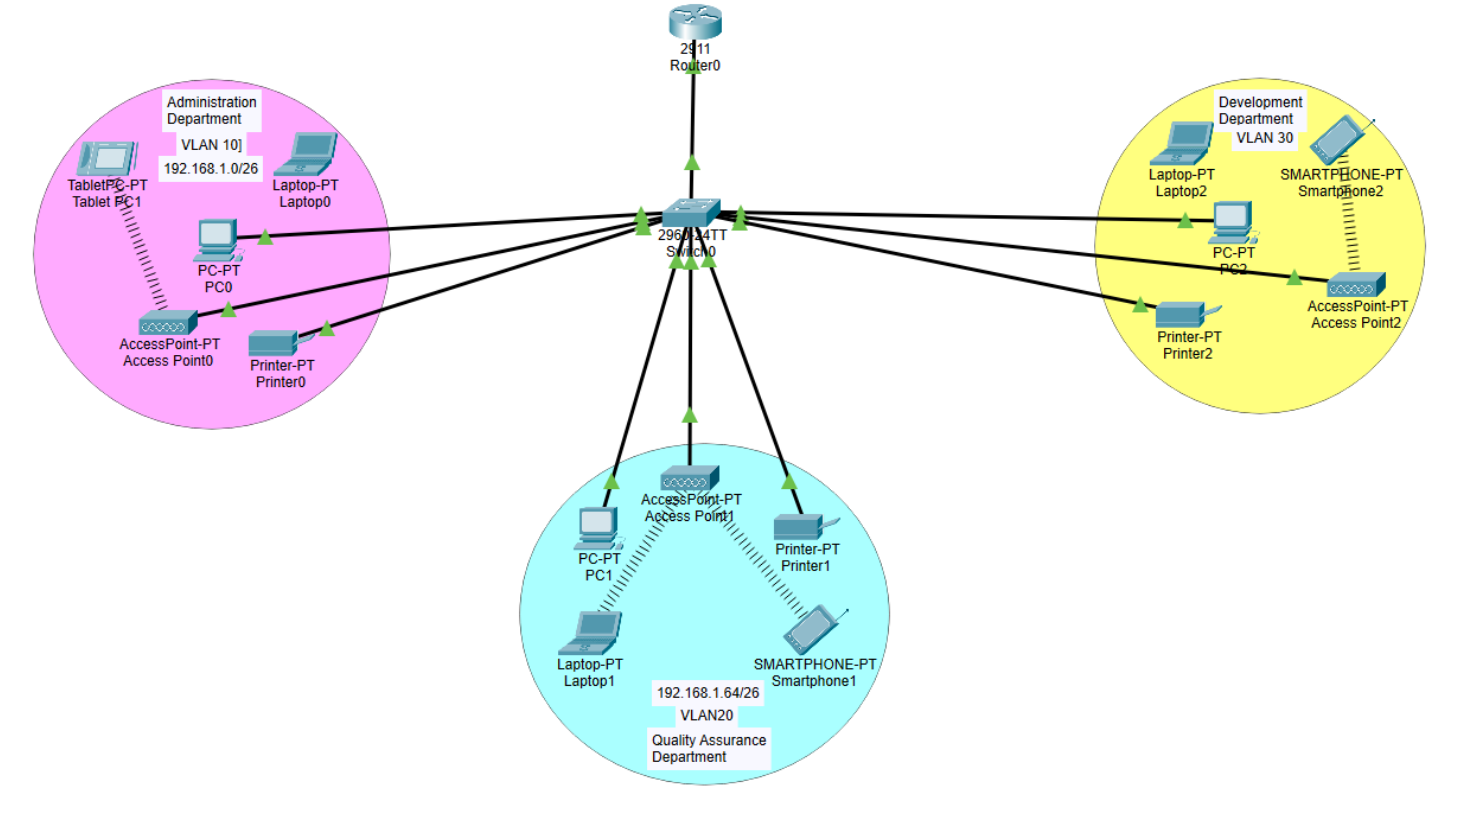 2911
Router0
Administration
Department
VLAN 10]
192.168.1.0/26
TabletPC-PT
Tablet PC1
Laptop-PT
Laptop0
PC-PT
PC0
AccessPoint-PT
Access Point0
Printer-PT
Printer0
2960-24TT
Switch0
Development
Department
VLAN 30
Laptop-PT
Laptop2
SMARTPHONE-PT
Smartphone2
PC-PT
PC2
AccessPoint-PT
Access Point2
Printer-PT
Printer2
AccessPoint-PT
Access Point1
PC-PT
PC1
Printer-PT
Printer1
Laptop-PT
Laptop1
SMARTPHONE-PT
Smartphone1
192.168.1.64/26
VLAN20
Quality Assurance
Department